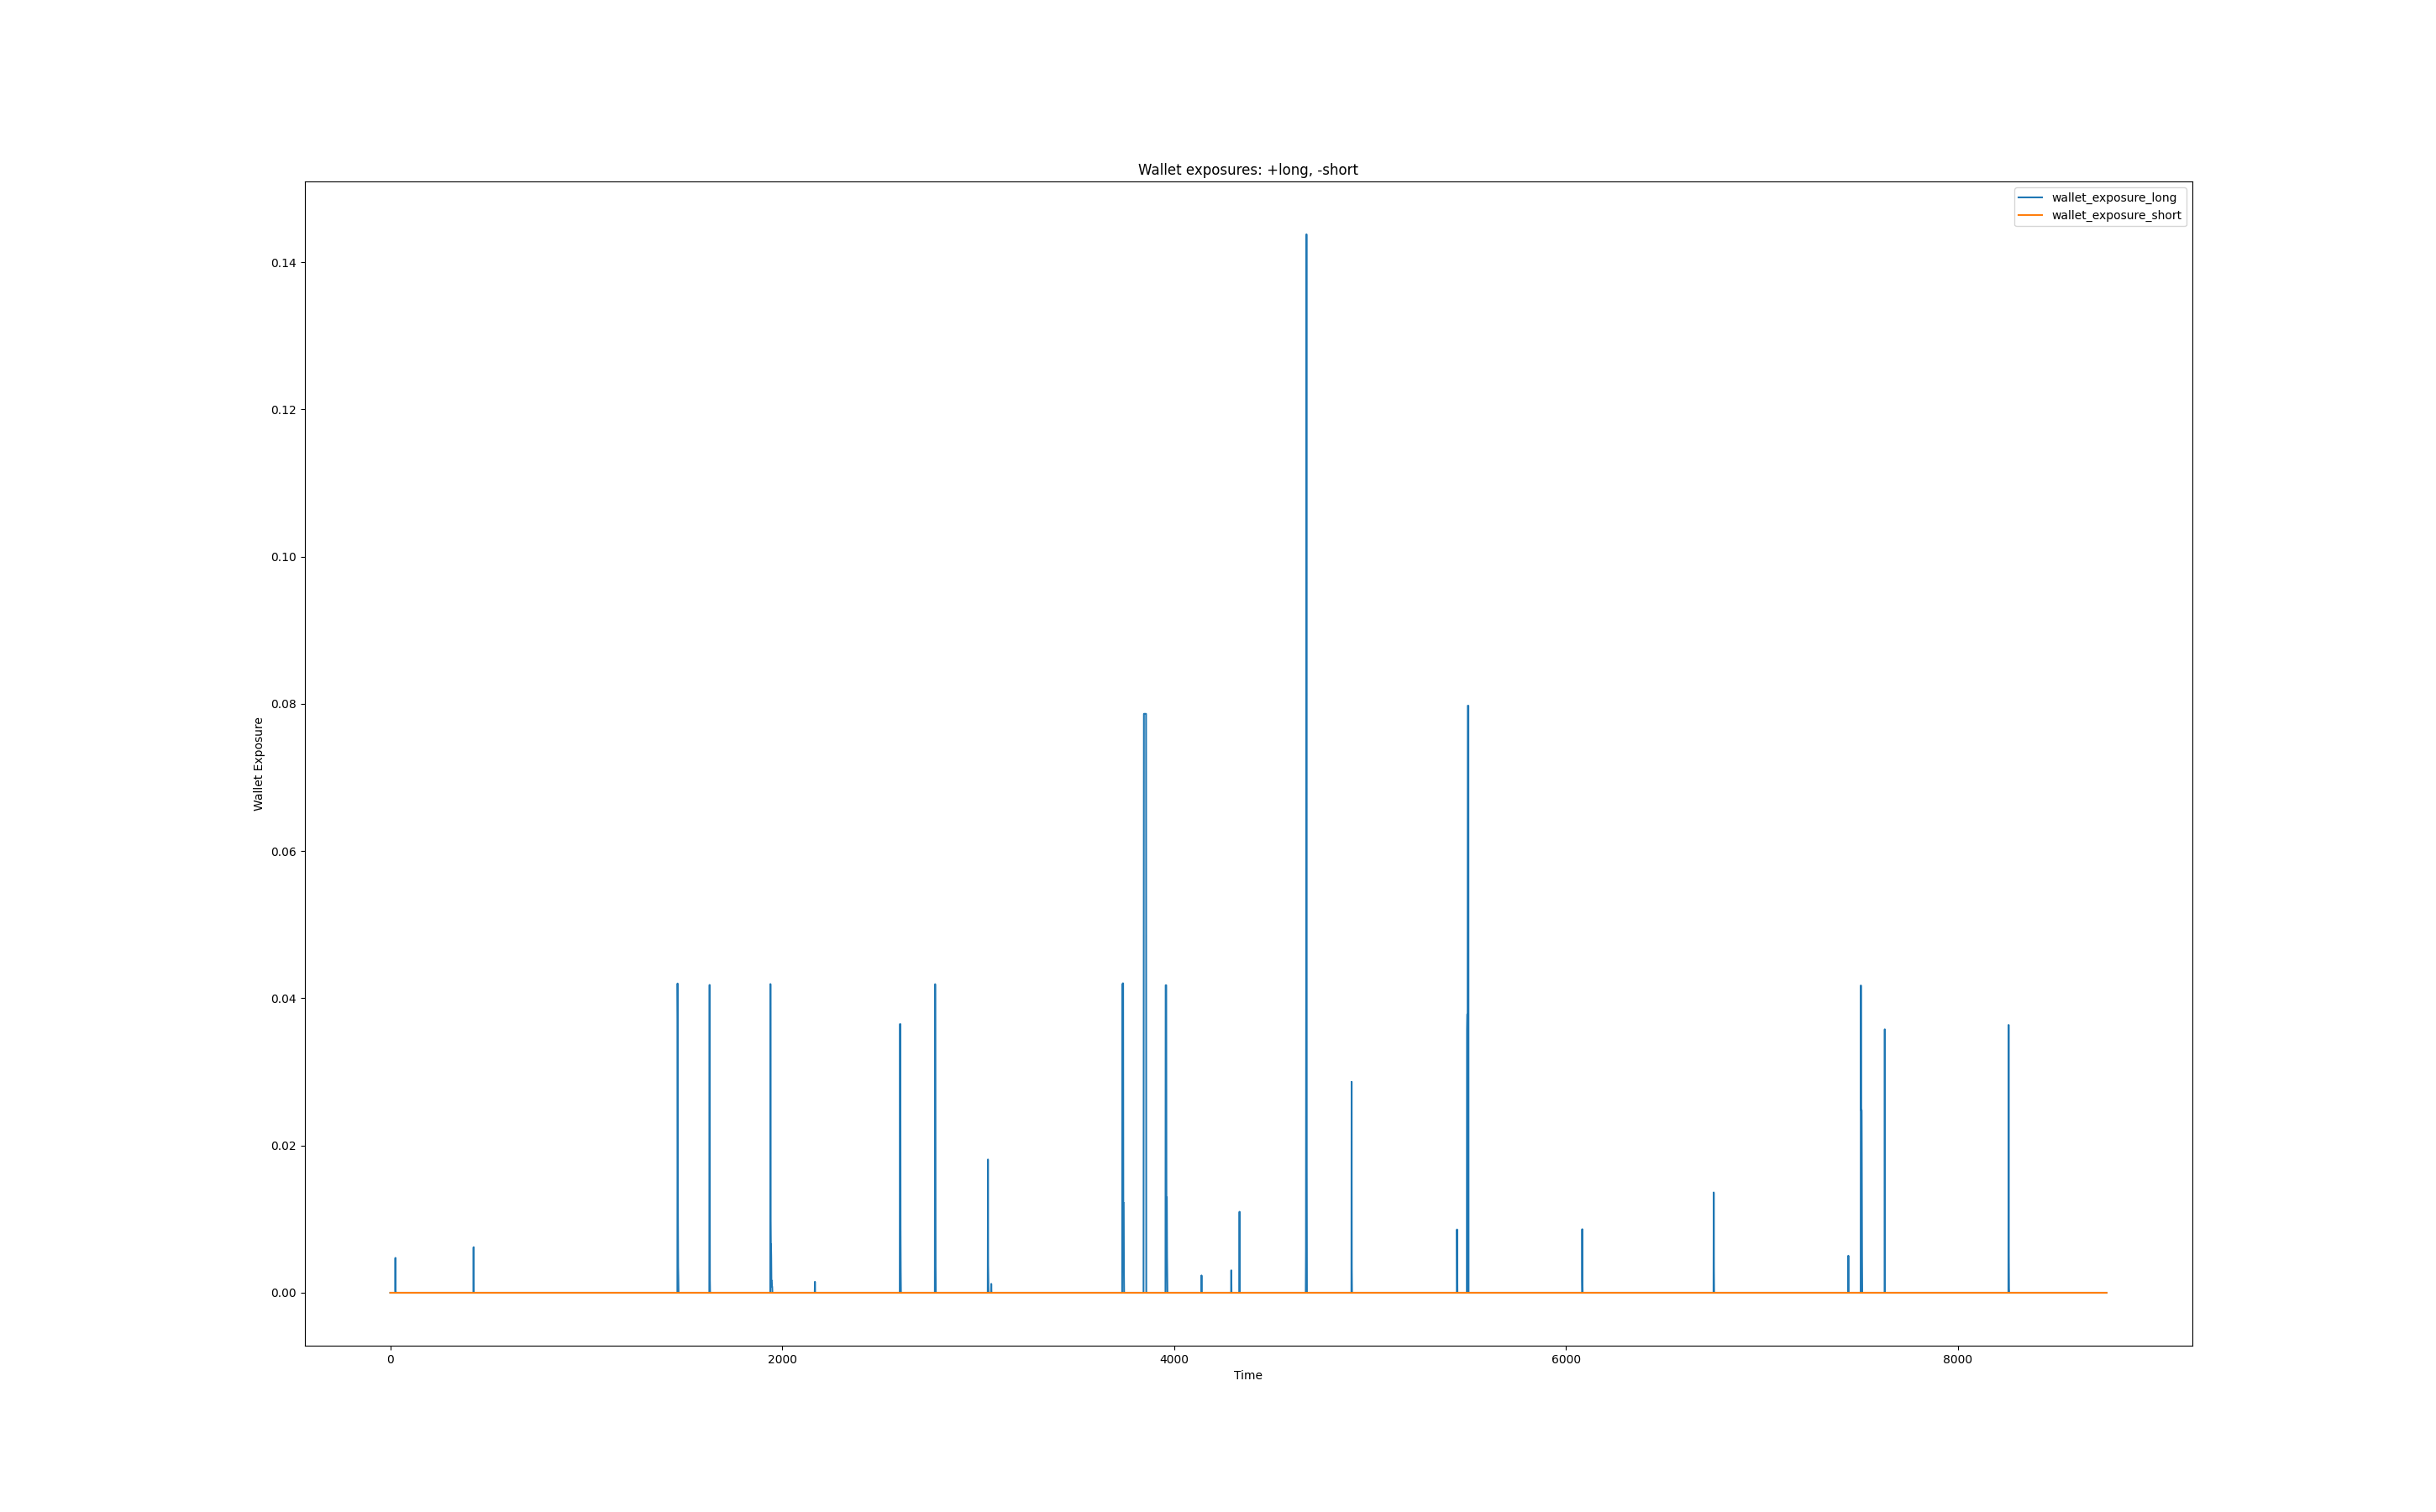 Wallet exposures: +long, -short
wallet_exposure_long
wallet_exposure_short
0.14
0.12
0.10
0.08
0.06
0.04
0.02
0.00
Wallet Exposure
0 2000 4000 6000 8000
Time